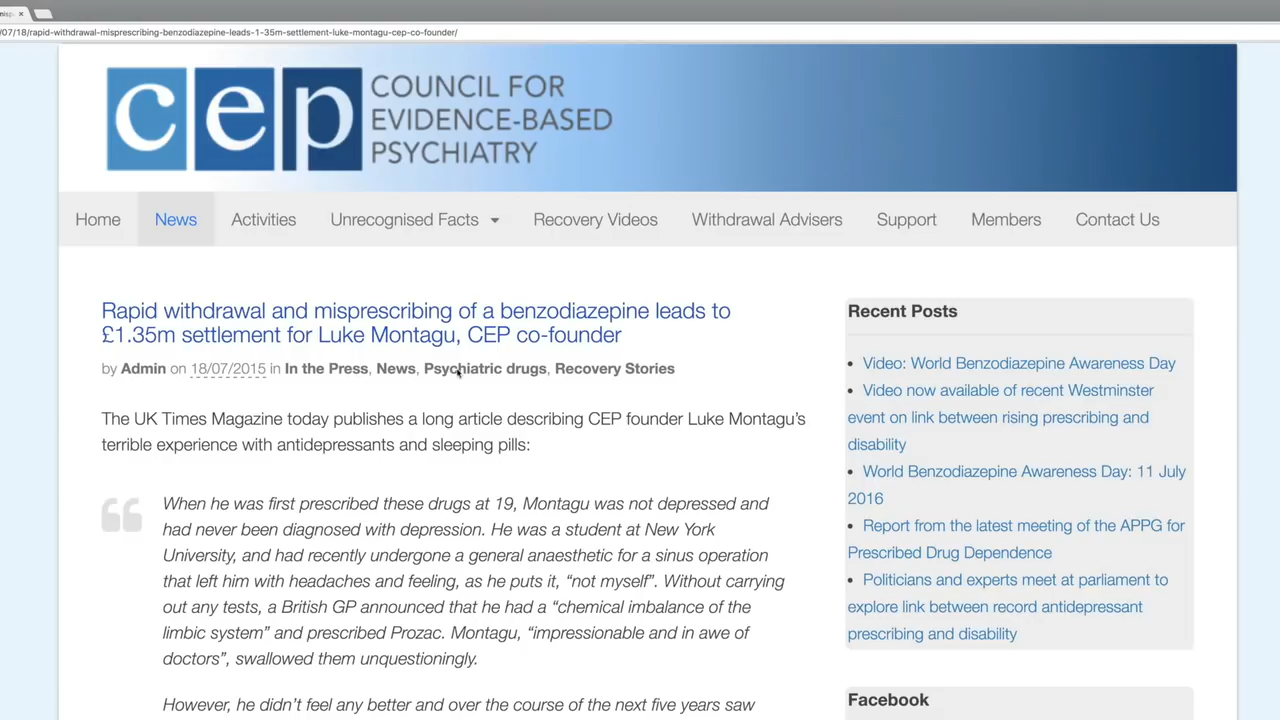 /07/18/rapid-withdrawal-misprescribing-benzodiazepine-leads-1-35m-settlement-luke-montagu-cep-co-founder/
cep
COUNCIL FOR
EVIDENCE-BASED
PSYCHIATRY
Home News Activities Unrecognised Facts Recovery Videos Withdrawal Advisers Support Members Contact Us
Rapid withdrawal and misprescribing of a benzodiazepine leads to
£1.35m settlement for Luke Montagu, CEP co-founder
by Admin on 18/07/2015 in In the Press, News, Psychiatric drugs, Recovery Stories
The UK Times Magazine today publishes a long article describing CEP founder Luke Montagu’s
terrible experience with antidepressants and sleeping pills:
When he was first prescribed these drugs at 19, Montagu was not depressed and
had never been diagnosed with depression. He was a student at New York
University, and had recently undergone a general anaesthetic for a sinus operation
that left him with headaches and feeling, as he puts it, “not myself”. Without carrying
out any tests, a British GP announced that he had a “chemical imbalance of the
limbic system” and prescribed Prozac. Montagu, “impressionable and in awe of
doctors”, swallowed them unquestioningly.
However, he didn’t feel any better and over the course of the next five years saw
Recent Posts
Video: World Benzodiazepine Awareness Day
Video now available of recent Westminster
event on link between rising prescribing and
disability
World Benzodiazepine Awareness Day: 11 July
2016
Report from the latest meeting of the APPG for
Prescribed Drug Dependence
Politicians and experts meet at parliament to
explore link between record antidepressant
prescribing and disability
Facebook